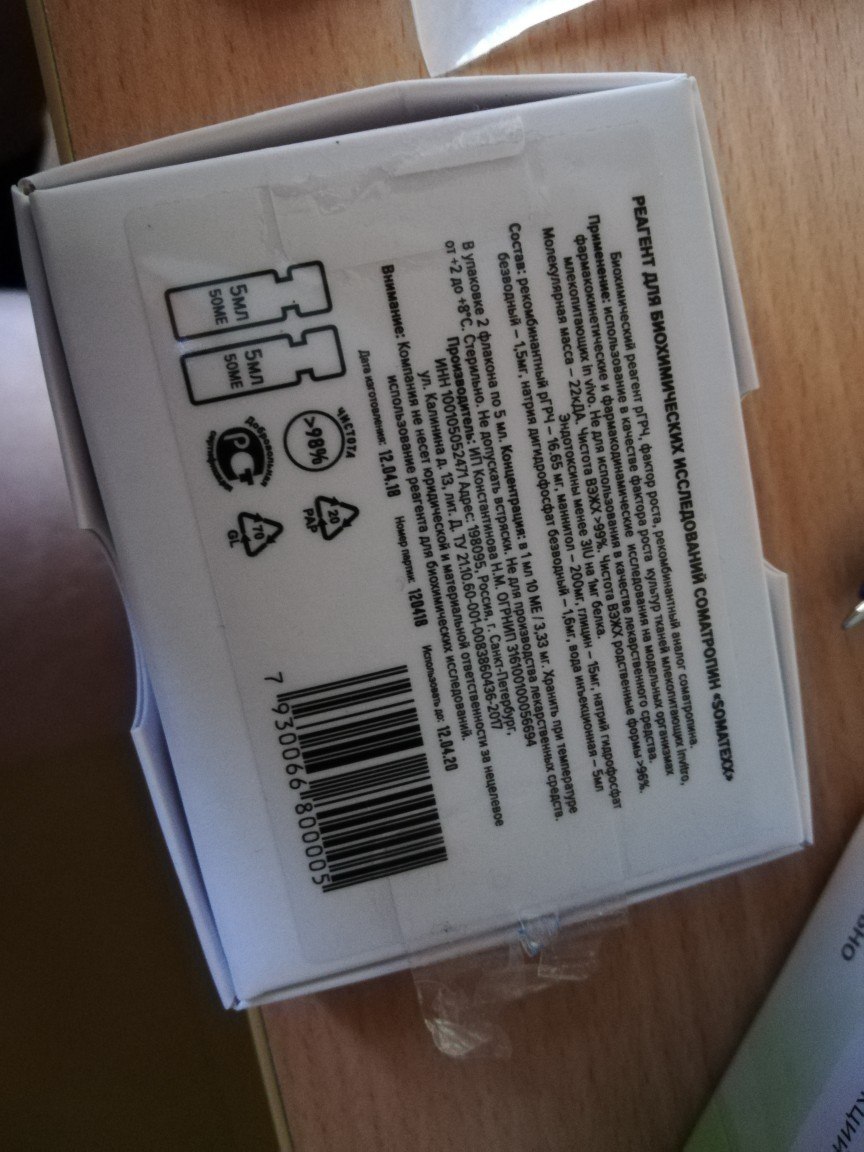 РЕАГЕНТ ДЛЯ БИОХИМИЧЕСКИХ ИССЛЕДОВАНИЙ СОМАТРОПИН «SOMATEXX»
Биохимический реагент рГРЧ, фактор роста, рекомбинантный аналог соматропина.
Применение: использование в качестве фактора роста культур тканей млекопитающих invitro,
фармакокинетические и фармакодинамические исследования на модельных организмах
млекопитающих in vivo. Не для использования в качестве лекарственного средства.
Молекулярная масса – 22кДА. Чистота ВЭЖХ >99%. Чистота ВЭЖХ родственные формы >96%.
Эндотоксины менее 3IU на 1мг белка.
Состав: рекомбинантный рГРЧ – 16,65 мг, маннитол – 200мг, глицин – 15мг, натрий гидрофосфат
безводный – 1,5мг, натрия дигидрофосфат безводный – 1,6мг, вода инъекционная – 5мл
В упаковке 2 флакона по 5 мл. Концентрация: в 1 мл 10 МЕ / 3,33 мг. Хранить при температуре
от +2 до +8°С. Стерильно. Не допускать встряски. Не для производства лекарственных средств.
Производитель: ИП Константинова Н.М. ОГРНИП 316100100056694
ИНН 100105052471 Адрес: 198095, Россия, г. Санкт-Петербург,
ул. Калинина д. 13, лит. Д. ТУ 21.10.60-001-0083860436-2017
Внимание: Компания не несет юридической и материальной ответственности за нецелевое
использование реагента для биохимических исследований.
Дата изготовления: 12.04.18 Номер партии: 120418 Использовать до: 12.04.20
5МЛ
50МЕ
5МЛ
50МЕ
ЧИСТОТА
>98%
20
PAP
Добровольная
РСТ
сертификация
70
GL
7 930066 800005
ЬНО
КЦИИ